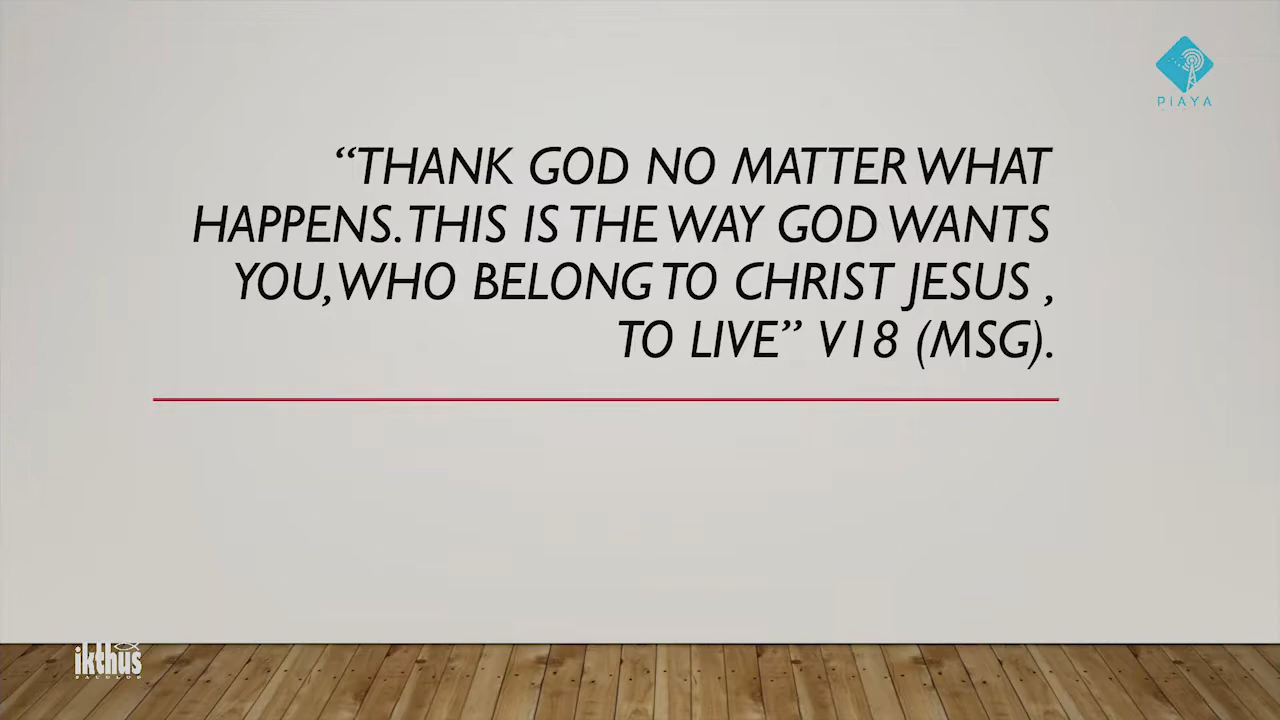 PIAYA
“THANK GOD NO MATTER WHAT
HAPPENS. THIS IS THE WAY GOD WANTS
YOU, WHO BELONG TO CHRIST JESUS ,
TO LIVE” V18 (MSG).
ikthus
BACOLOD